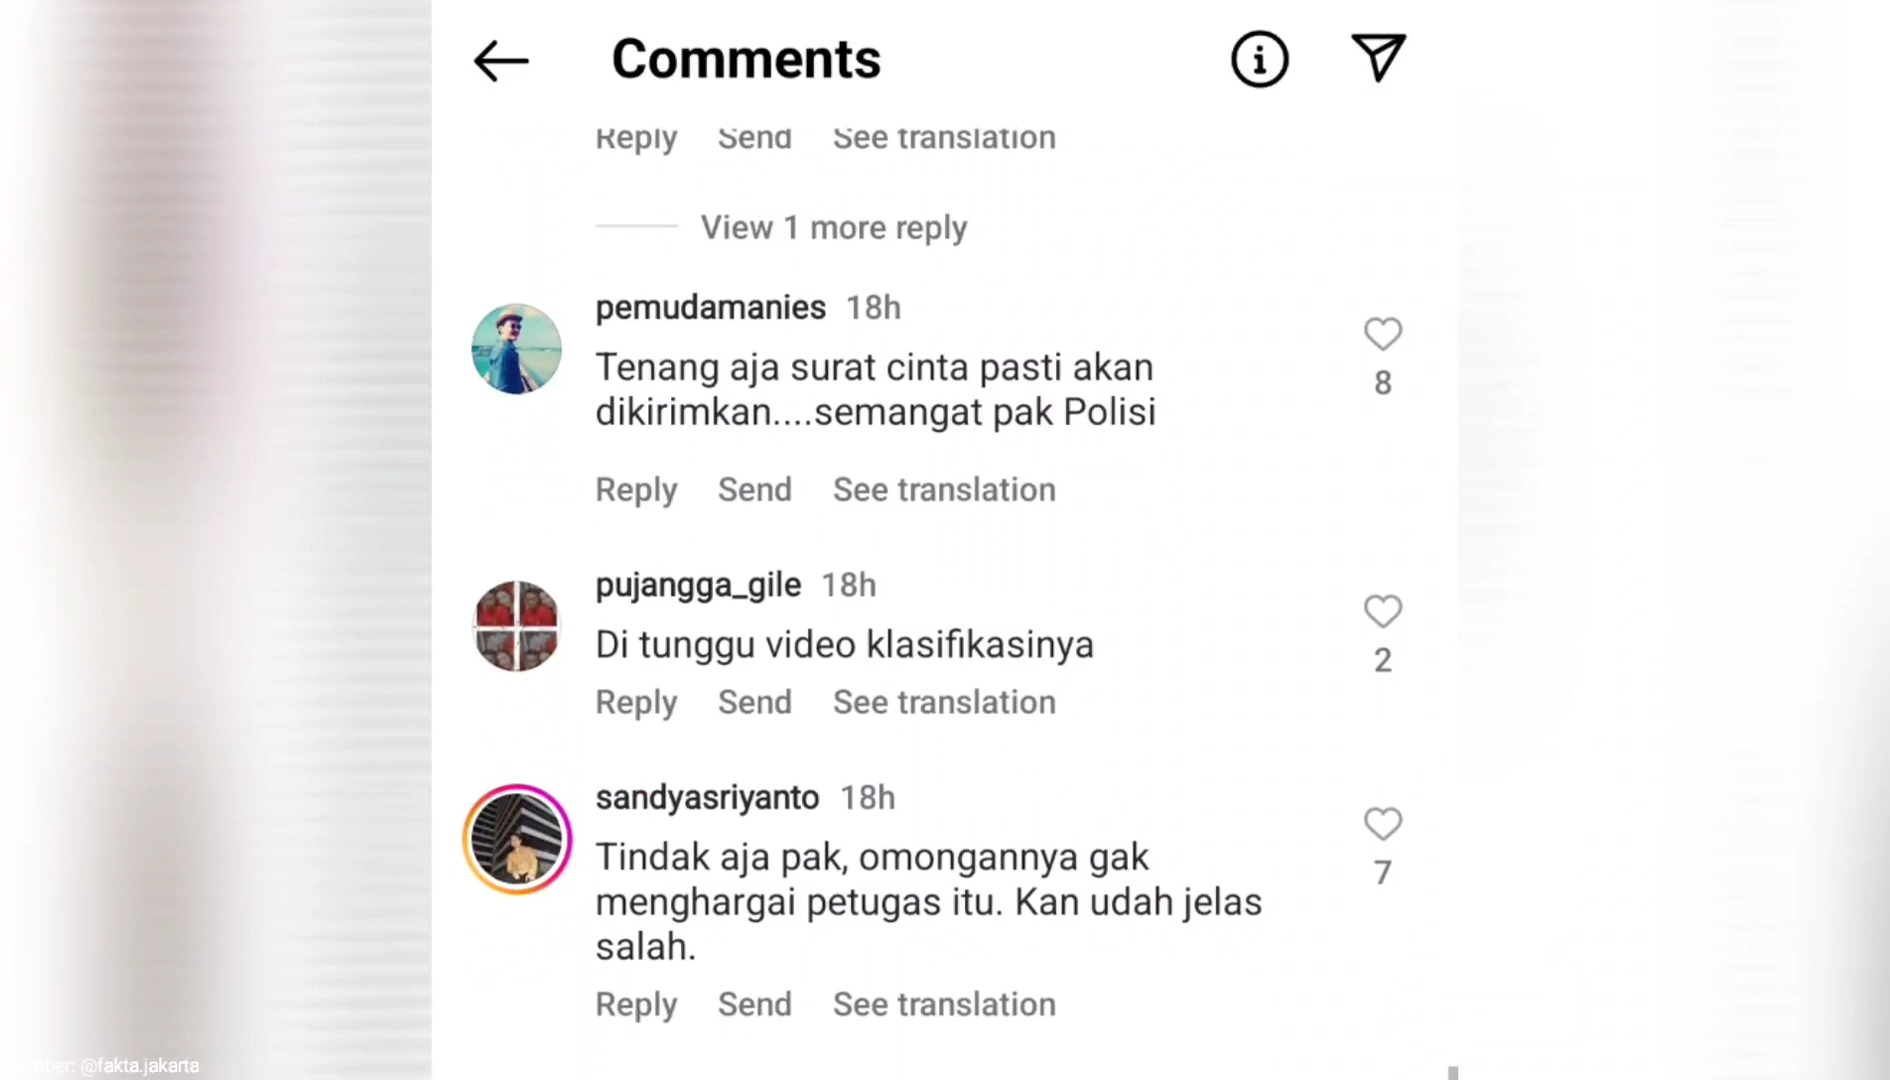 Comments
Reply Send See translation
View 1 more reply
pemudamanies 18h
Tenang aja surat cinta pasti akan
dikirimkan....semangat pak Polisi
8
Reply Send See translation
pujangga_gile 18h
Di tunggu video klasifikasinya
2
Reply Send See translation
sandyasriyanto 18h
Tindak aja pak, omongannya gak
menghargai petugas itu. Kan udah jelas
salah.
7
Reply Send See translation
@fakta.jakarta